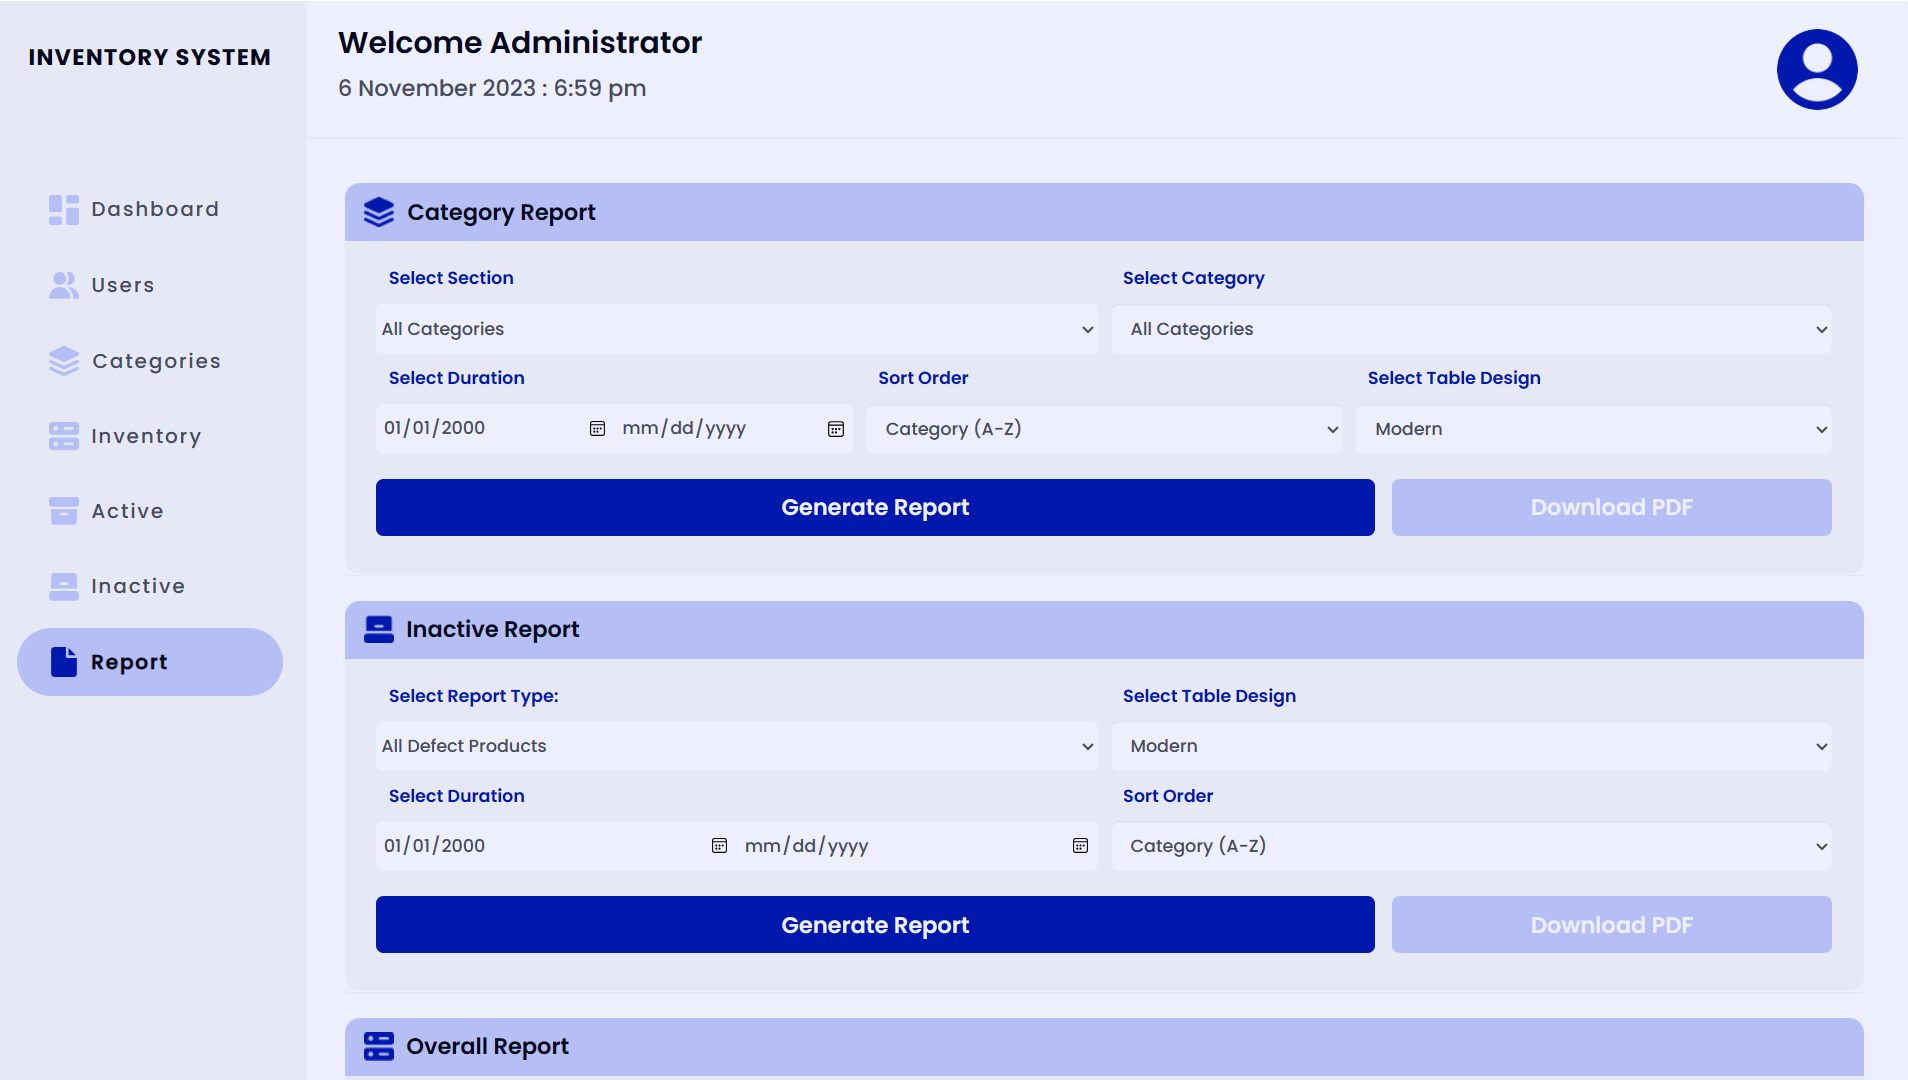 INVENTORY SYSTEM
Dashboard
Users
Categories
Inventory
Active
Inactive
Report
Welcome Administrator
6 November 2023 : 6:59 pm
Category Report
Select Section
Select Category
All Categories
All Categories
Select Duration
Sort Order
Select Table Design
01/01/2000
mm/dd/yyyy
Category (A-Z)
Modern
Generate Report
Download PDF
Inactive Report
Select Report Type:
Select Table Design
All Defect Products
Modern
Select Duration
Sort Order
01/01/2000
mm/dd/yyyy
Category (A-Z)
Generate Report
Download PDF
Overall Report